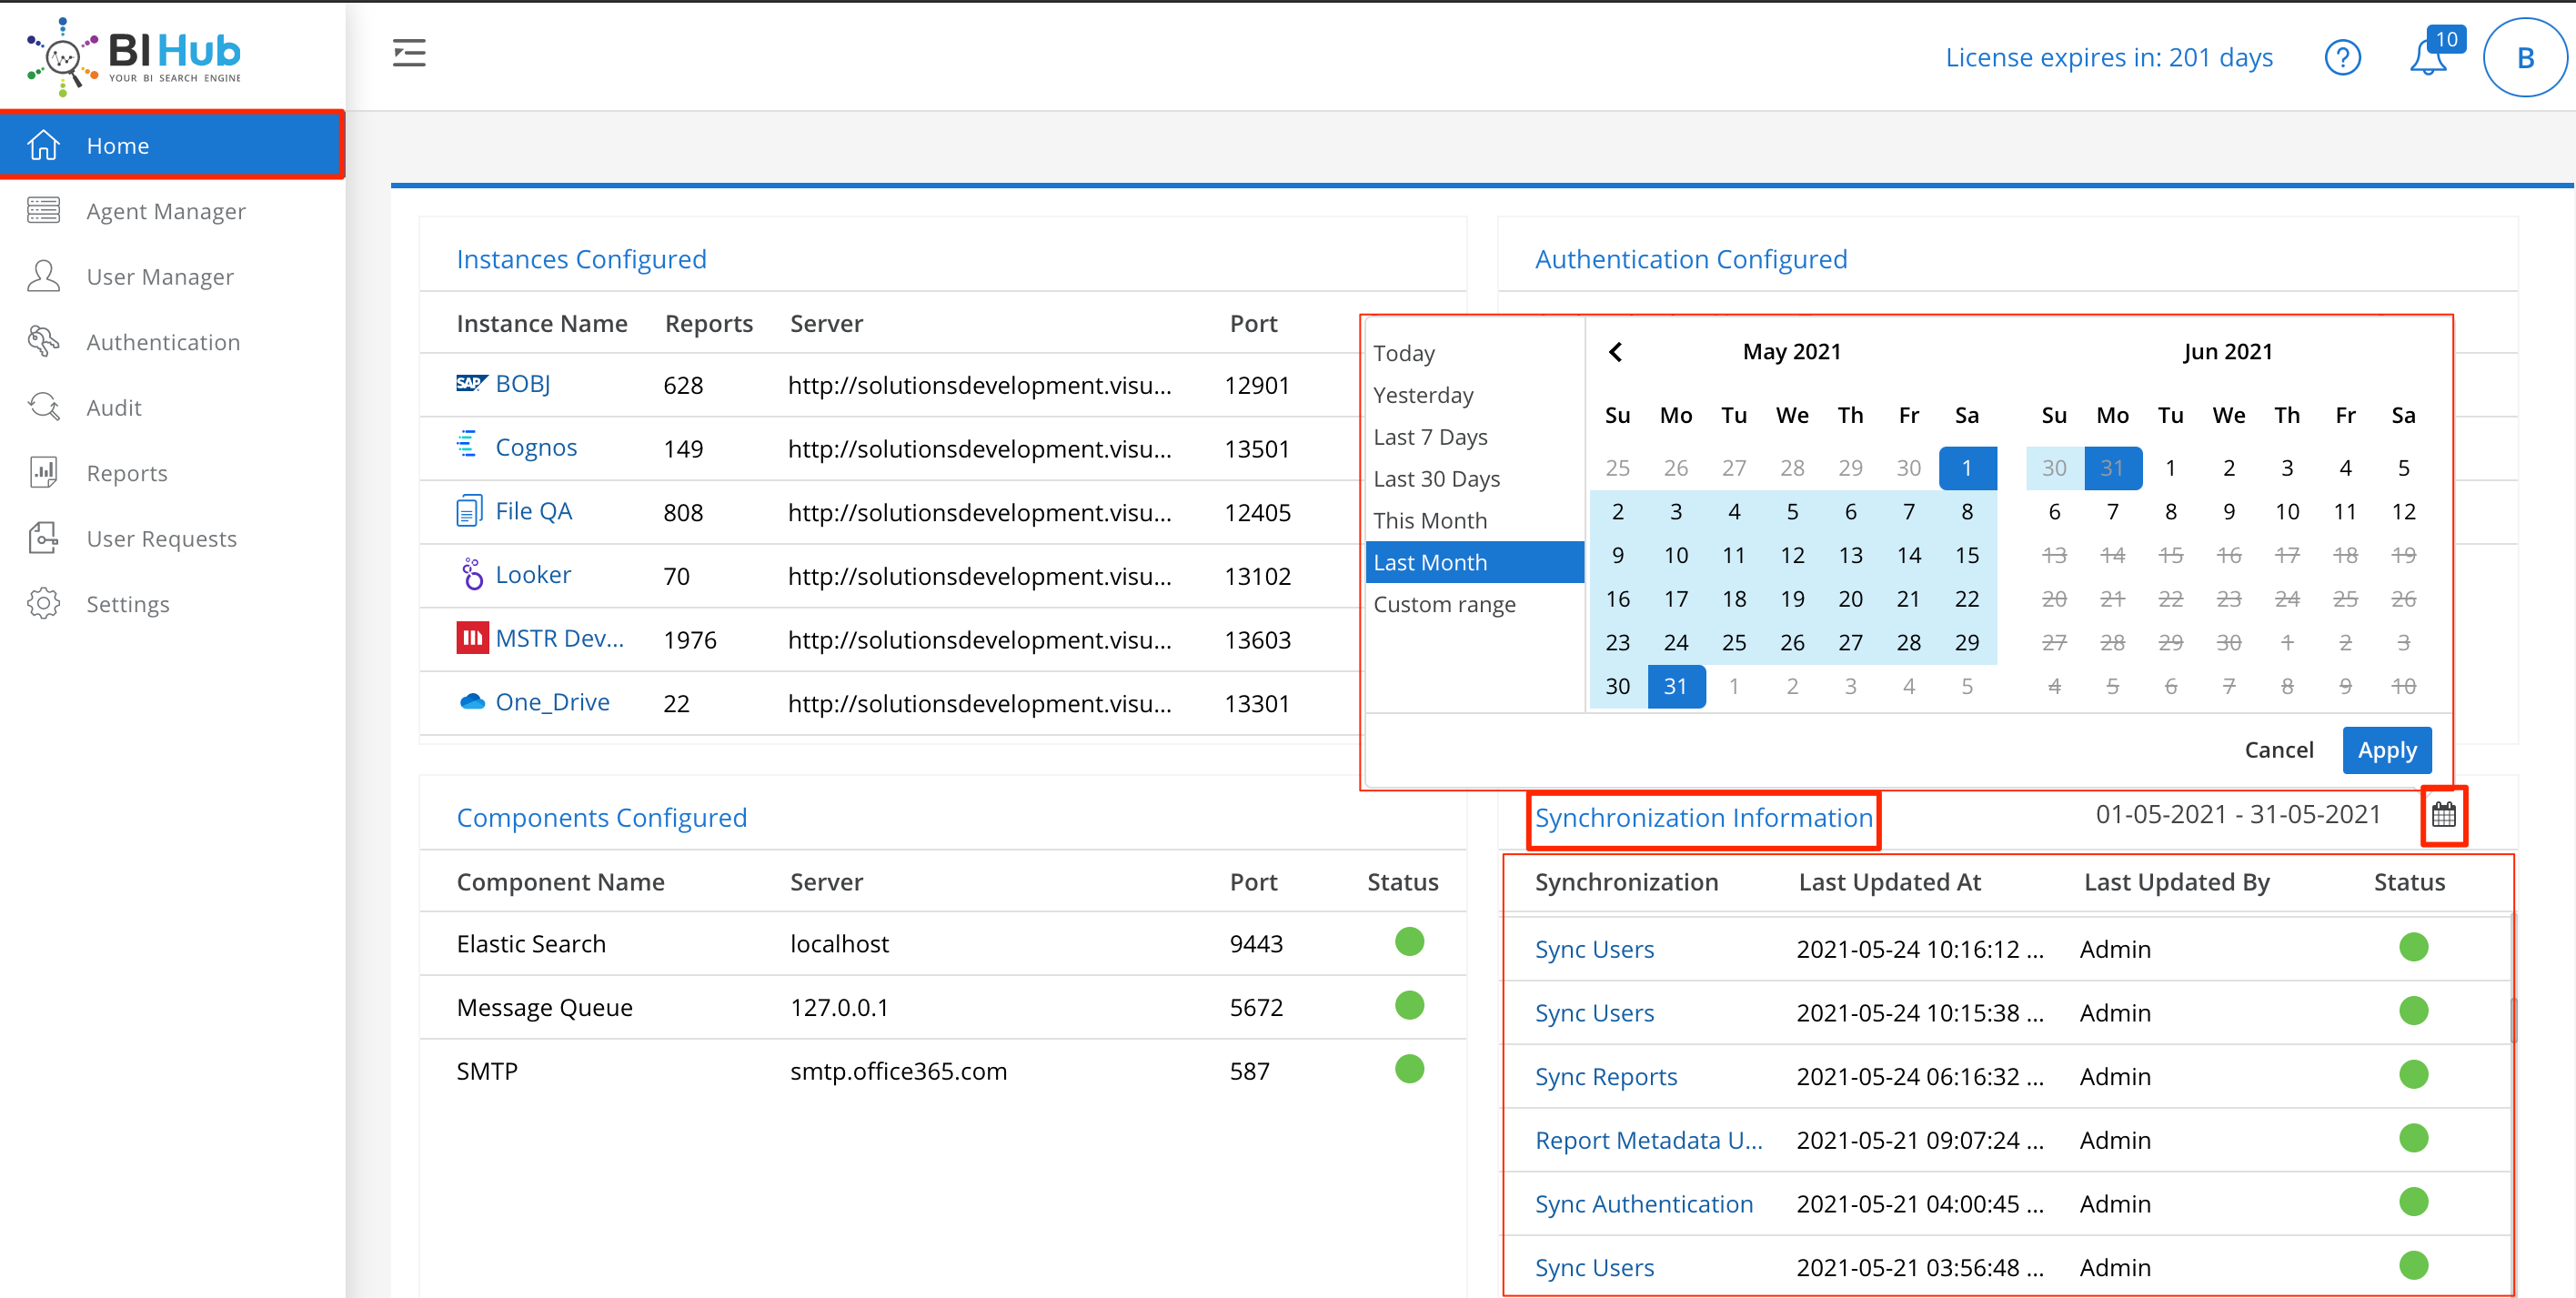 BI Hub
YOUR BI SEARCH ENGINE
License expires in: 201 days
?
10
B
Home
Agent Manager
User Manager
Authentication
Audit
Reports
User Requests
Settings
Instances Configured
Instance Name Reports Server Port
SAP BOBJ 628 http://solutionsdevelopment.visu... 12901
Cognos 149 http://solutionsdevelopment.visu... 13501
File QA 808 http://solutionsdevelopment.visu... 12405
Looker 70 http://solutionsdevelopment.visu... 13102
MSTR Dev... 1976 http://solutionsdevelopment.visu... 13603
One_Drive 22 http://solutionsdevelopment.visu... 13301
Authentication Configured
Today
Yesterday
Last 7 Days
Last 30 Days
This Month
Last Month
Custom range
May 2021
Su Mo Tu We Th Fr Sa
25 26 27 28 29 30 1
2 3 4 5 6 7 8
9 10 11 12 13 14 15
16 17 18 19 20 21 22
23 24 25 26 27 28 29
30 31 1 2 3 4 5
Jun 2021
Su Mo Tu We Th Fr Sa
30 31 1 2 3 4 5
6 7 8 9 10 11 12
13 14 15 16 17 18 19
20 21 22 23 24 25 26
27 28 29 30 1 2 3
4 5 6 7 8 9 10
Cancel Apply
Components Configured
Component Name Server Port Status
Elastic Search localhost 9443
Message Queue 127.0.0.1 5672
SMTP smtp.office365.com 587
Synchronization Information 01-05-2021 - 31-05-2021
Synchronization Last Updated At Last Updated By Status
Sync Users 2021-05-24 10:16:12 ... Admin
Sync Users 2021-05-24 10:15:38 ... Admin
Sync Reports 2021-05-24 06:16:32 ... Admin
Report Metadata U... 2021-05-21 09:07:24 ... Admin
Sync Authentication 2021-05-21 04:00:45 ... Admin
Sync Users 2021-05-21 03:56:48 ... Admin